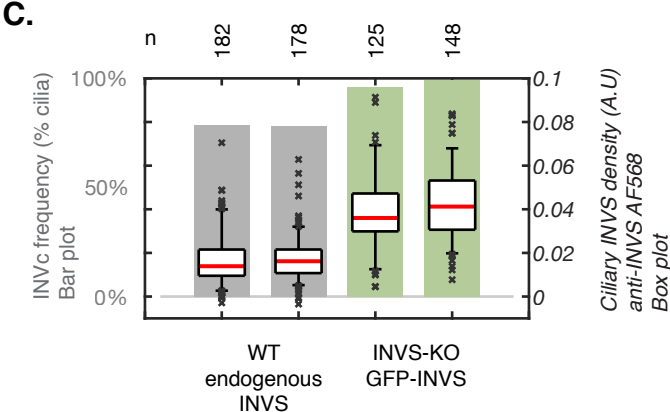 C.
n 182 178 125 148
INVc frequency (% cilia)
Bar plot
100%
50%
0%
0.1
0.08
0.06
0.04
0.02
0
Ciliary INVS density (A.U)
anti-INVS AF568
Box plot
WT
endogenous
INVS
INVS-KO
GFP-INVS